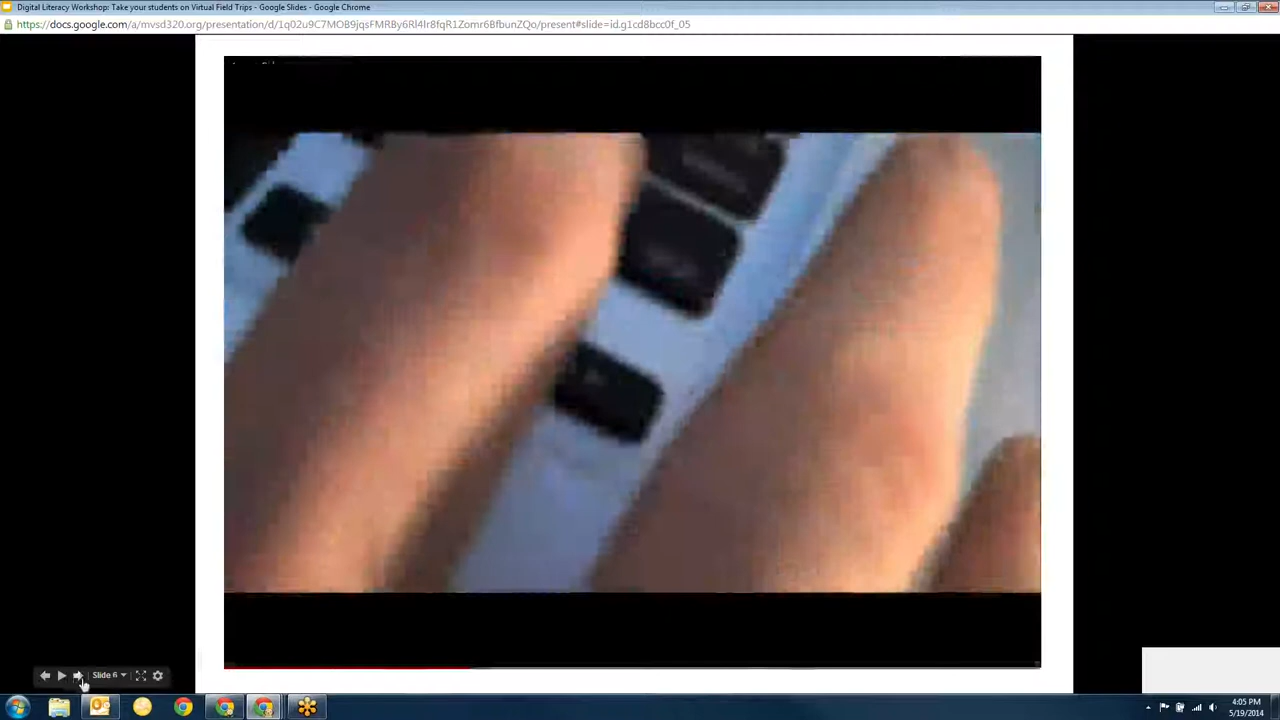 Digital Literacy Workshop: Take your students on Virtual Field Trips - Google Slides - Google Chrome
https://docs.google.com/a/mvsd320.org/presentation/d/1q02u9C7MOB9jqsFMRBy6Rl4Ir8fqR1Zomr6BfbunZQo/present#slide=id.g1cd8bcc0f_05
Slide 6
4:05 PM
5/19/2014